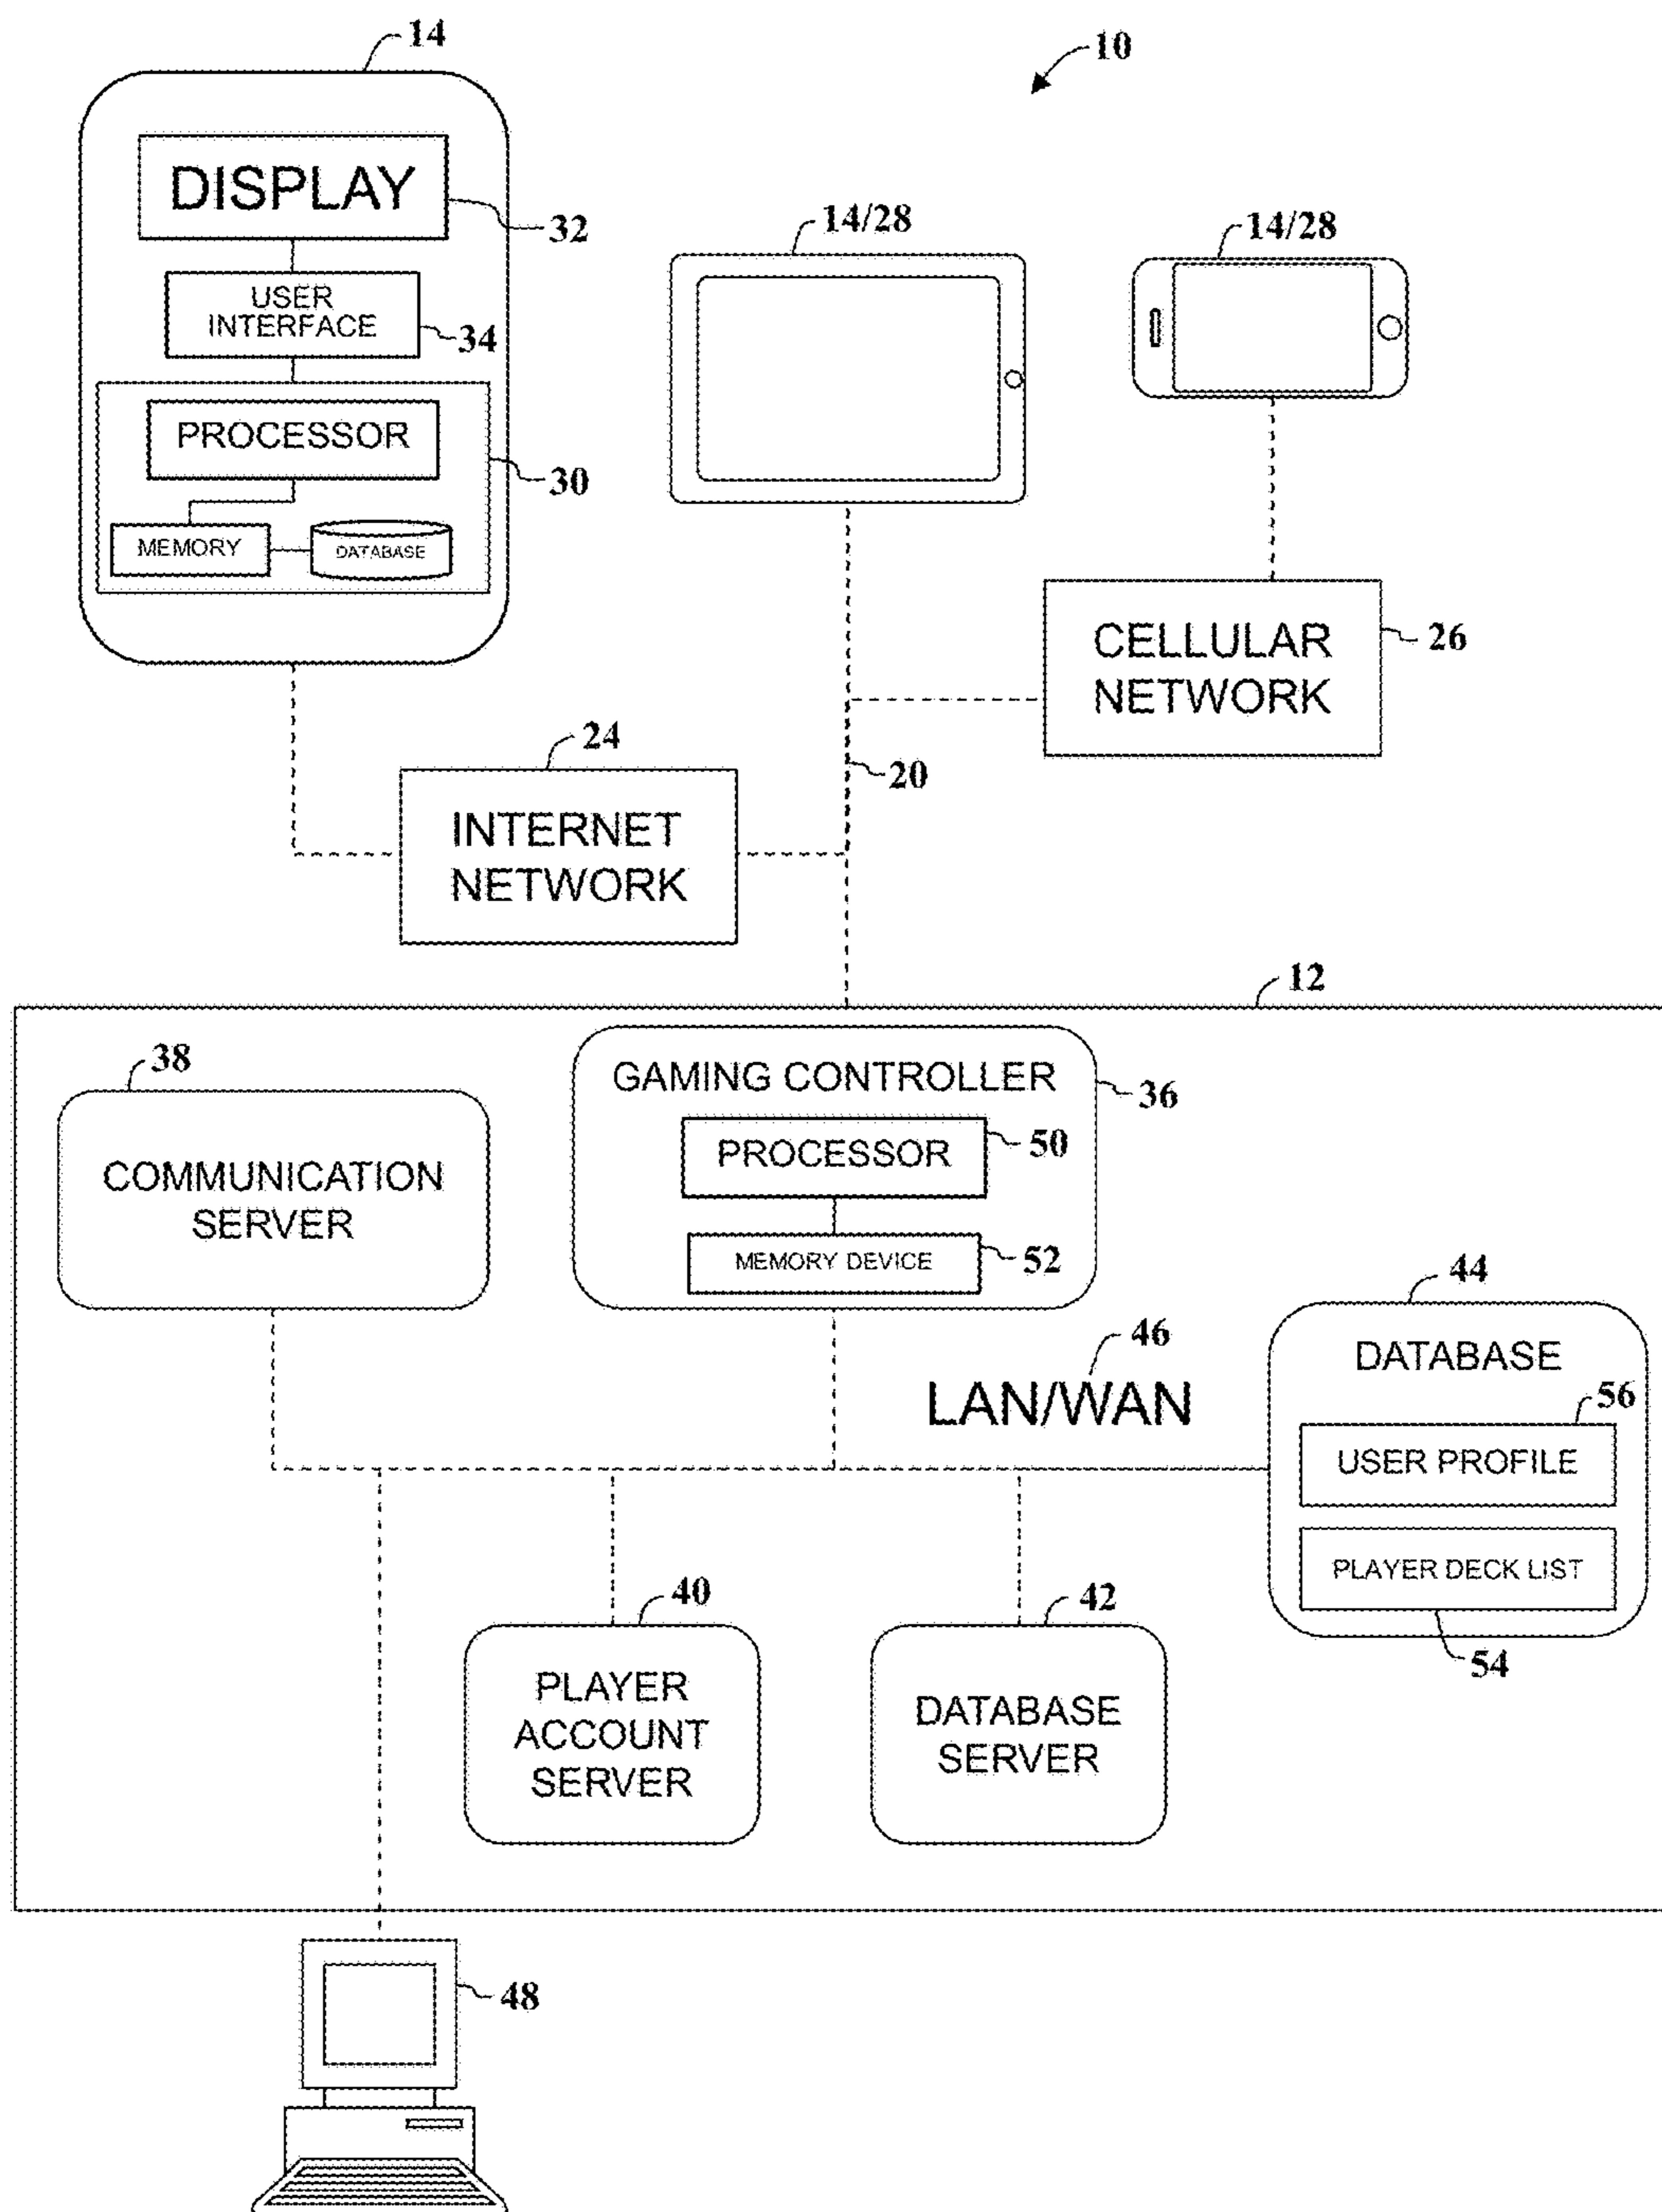 14
10
DISPLAY
32
14/28
14/28
USER
INTERFACE
34
PROCESSOR
30
MEMORY
DATABASE
CELLULAR
NETWORK
26
24
20
INTERNET
NETWORK
12
38
GAMING CONTROLLER
36
PROCESSOR
50
COMMUNICATION
SERVER
MEMORY DEVICE
52
44
46
LAN/WAN
DATABASE
56
USER PROFILE
PLAYER DECK LIST
54
40
42
PLAYER
ACCOUNT
SERVER
DATABASE
SERVER
48